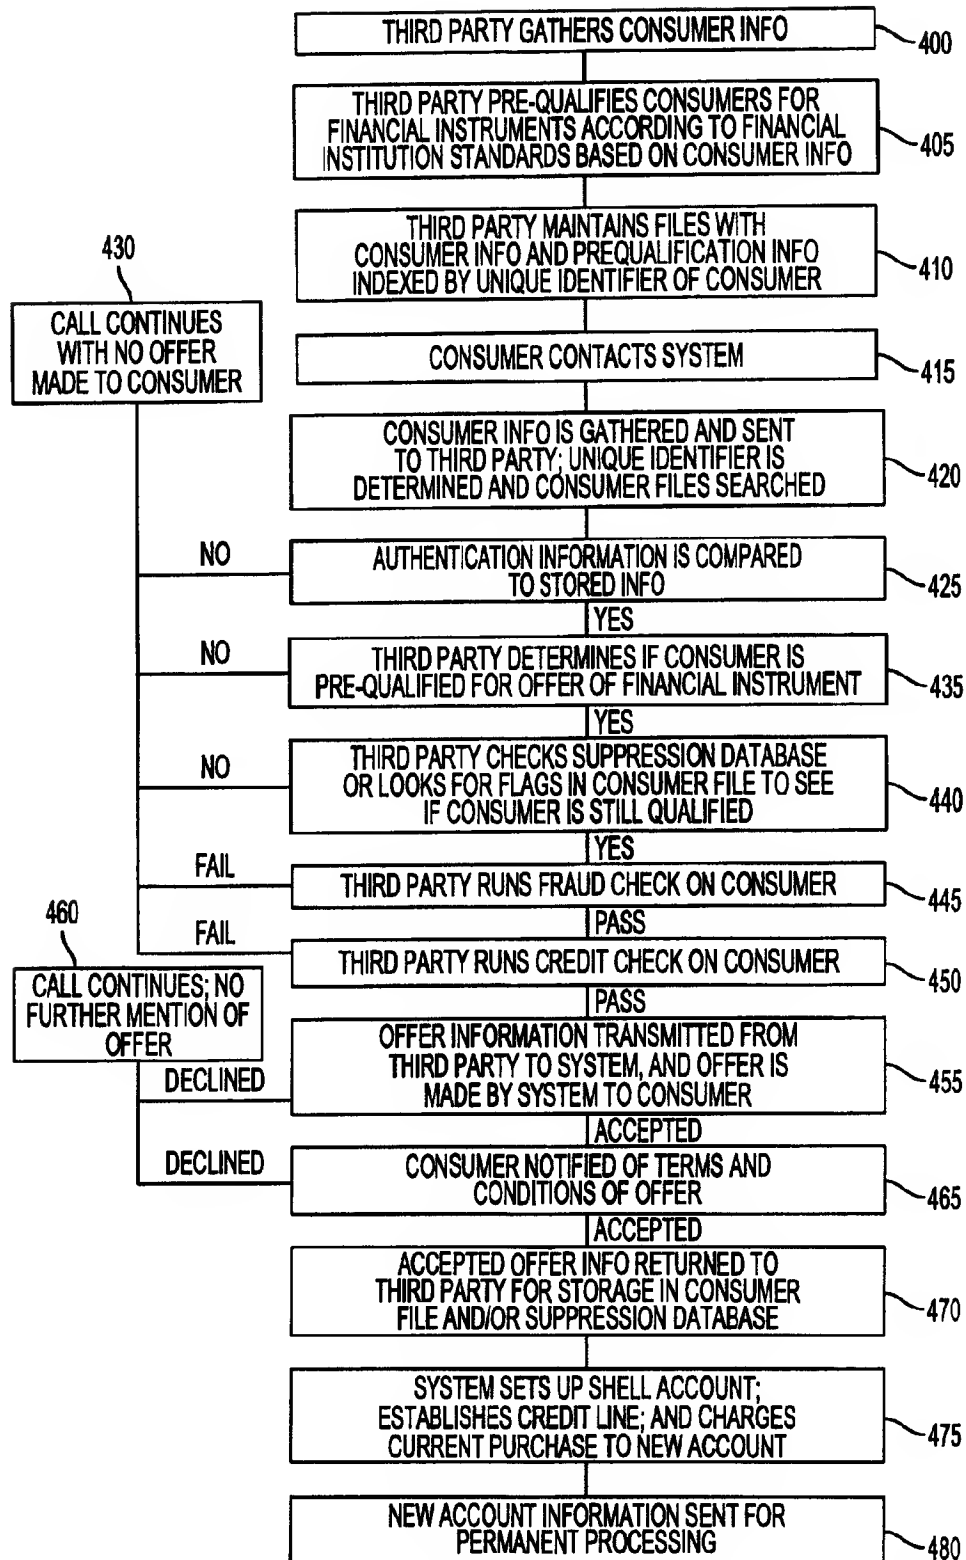 THIRD PARTY GATHERS CONSUMER INFO
400
THIRD PARTY PRE-QUALIFIES CONSUMERS FOR
FINANCIAL INSTRUMENTS ACCORDING TO FINANCIAL
INSTITUTION STANDARDS BASED ON CONSUMER INFO
405
THIRD PARTY MAINTAINS FILES WITH
CONSUMER INFO AND PREQUALIFICATION INFO
INDEXED BY UNIQUE IDENTIFIER OF CONSUMER
410
430
CALL CONTINUES
WITH NO OFFER
MADE TO CONSUMER
CONSUMER CONTACTS SYSTEM
415
CONSUMER INFO IS GATHERED AND SENT
TO THIRD PARTY; UNIQUE IDENTIFIER IS
DETERMINED AND CONSUMER FILES SEARCHED
420
NO
AUTHENTICATION INFORMATION IS COMPARED
TO STORED INFO
425
YES
NO
THIRD PARTY DETERMINES IF CONSUMER IS
PRE-QUALIFIED FOR OFFER OF FINANCIAL INSTRUMENT
435
YES
NO
THIRD PARTY CHECKS SUPPRESSION DATABASE
OR LOOKS FOR FLAGS IN CONSUMER FILE TO SEE
IF CONSUMER IS STILL QUALIFIED
440
YES
FAIL
THIRD PARTY RUNS FRAUD CHECK ON CONSUMER
445
PASS
FAIL
THIRD PARTY RUNS CREDIT CHECK ON CONSUMER
450
PASS
460
CALL CONTINUES; NO
FURTHER MENTION OF
OFFER
DECLINED
OFFER INFORMATION TRANSMITTED FROM
THIRD PARTY TO SYSTEM, AND OFFER IS
MADE BY SYSTEM TO CONSUMER
455
ACCEPTED
DECLINED
CONSUMER NOTIFIED OF TERMS AND
CONDITIONS OF OFFER
465
ACCEPTED
ACCEPTED OFFER INFO RETURNED TO
THIRD PARTY FOR STORAGE IN CONSUMER
FILE AND/OR SUPPRESSION DATABASE
470
SYSTEM SETS UP SHELL ACCOUNT;
ESTABLISHES CREDIT LINE; AND CHARGES
CURRENT PURCHASE TO NEW ACCOUNT
475
NEW ACCOUNT INFORMATION SENT FOR
PERMANENT PROCESSING
480